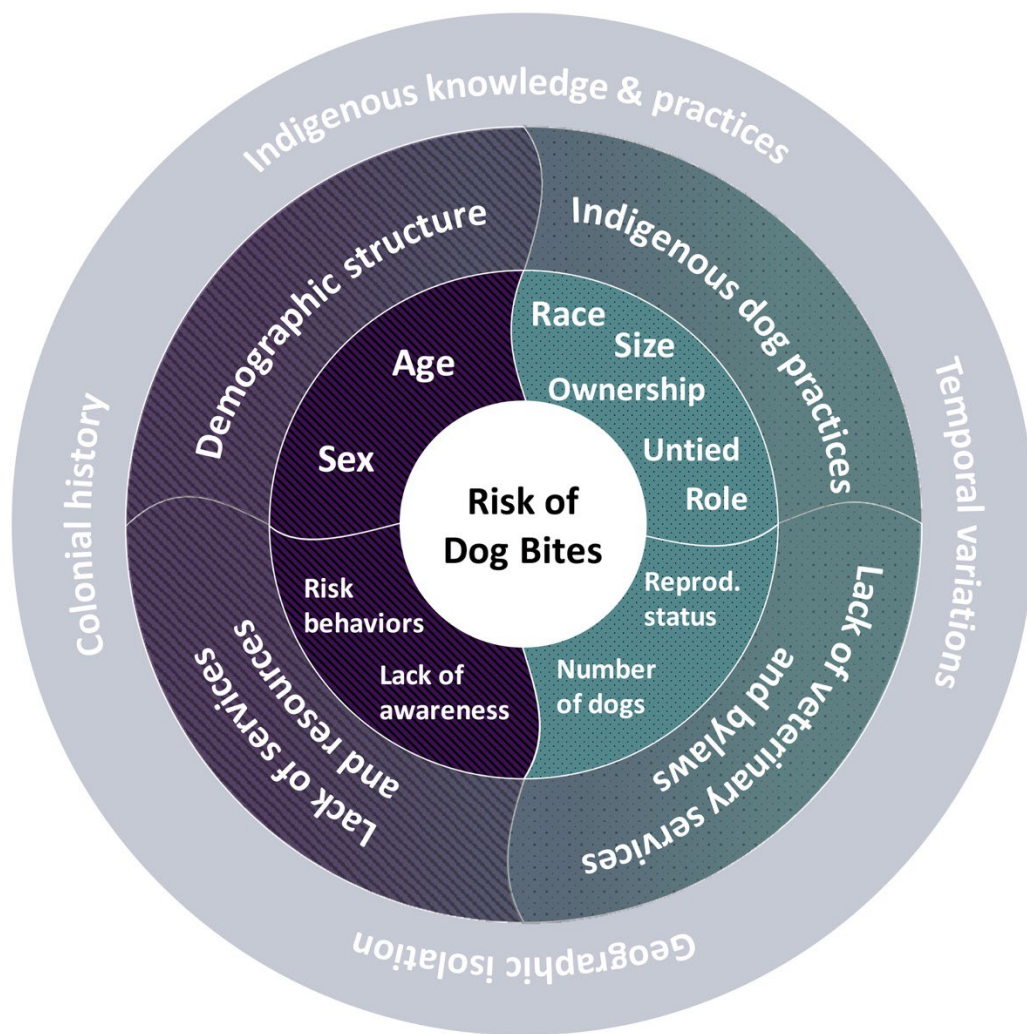 Indigenous knowledge & practices
Colonial history
Temporal variations
Geographic isolation
Demographic structure
Indigenous dog practices
Lack of services
and resources
Lack of veterinary services
and bylaws
Age
Sex
Race
Size
Ownership
Untied
Role
Risk
behaviors
Lack of
awareness
Reprod.
status
Number
of dogs
Risk of
Dog Bites